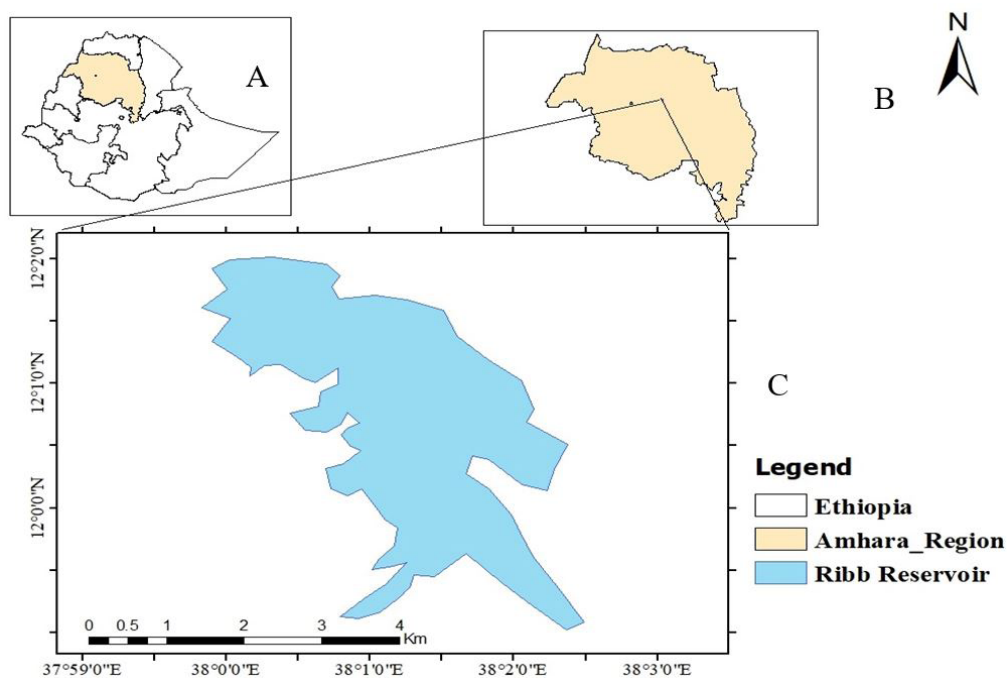 N
A
B
12°2'0"N
12°1'0"N
12°0'0"N
C
Legend
Ethiopia
Amhara_Region
Ribb Reservoir
0 0.5 1 2 3 4
Km
37°59'0"E 38°0'0"E 38°1'0"E 38°2'0"E 38°3'0"E